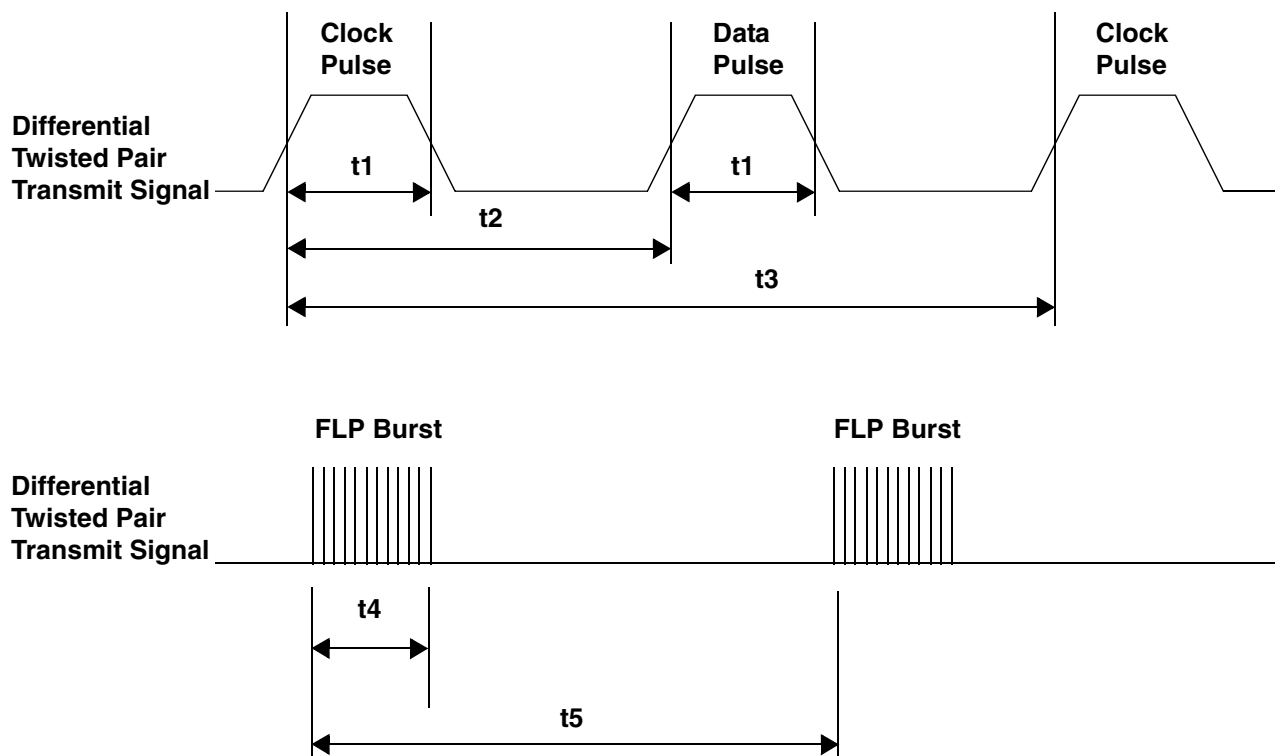 Clock
Pulse
Data
Pulse
Clock
Pulse
Differential
Twisted Pair
Transmit Signal
t1
t1
t2
t3
FLP Burst
FLP Burst
Differential
Twisted Pair
Transmit Signal
t4
t5